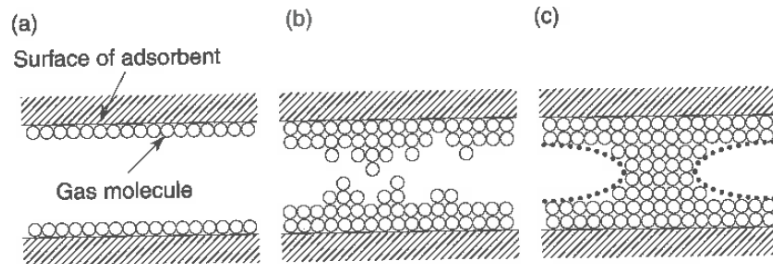 (a)
(b)
(c)
Surface of adsorbent
Gas molecule